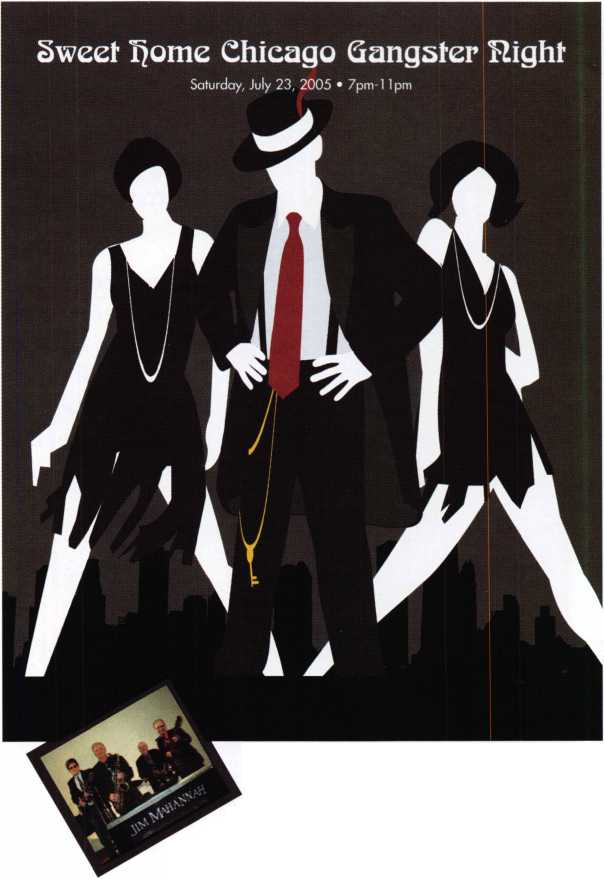 Sweet Home Chicago Gangster Night
Saturday, July 23, 2005 • 7pm-11pm
JIM MAHANNAH